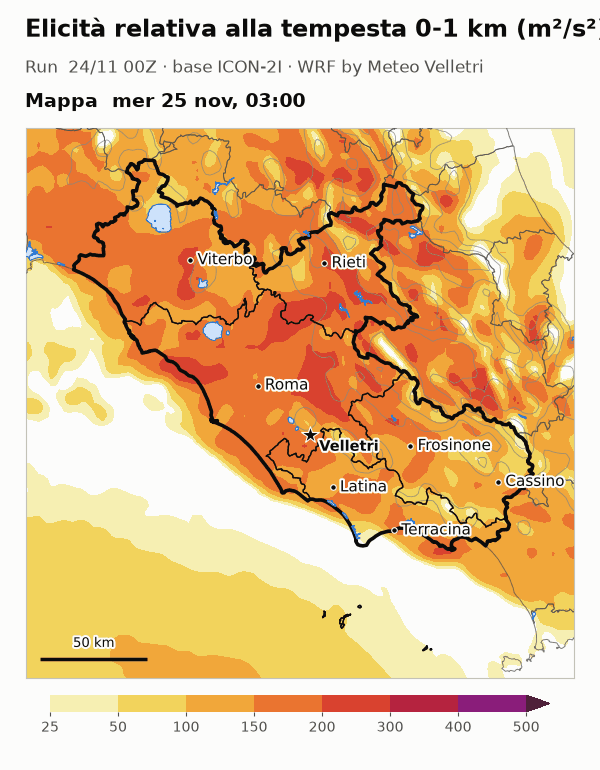 Elicità relativa alla tempesta 0-1 km (m²/s²)
Run 24/11 00Z · base ICON-2I · WRF by Meteo Velletri
Mappa mer 25 nov, 03:00
Viterbo
Rieti
Roma
Velletri
Frosinone
Cassino
Latina
Terracina
50 km
25 50 100 150 200 300 400 500